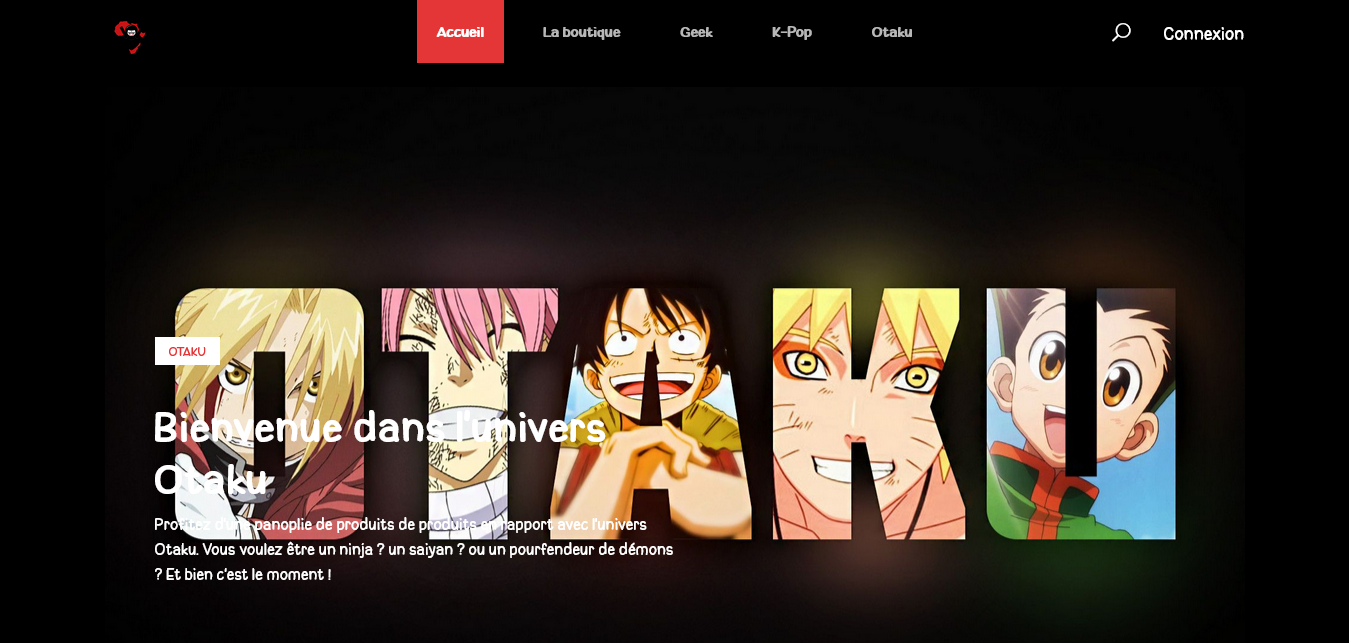 Accueil La boutique Geek K-Pop Otaku Connexion
OTAKU
OTAKU
Bienvenue dans l'univers
Otaku
Profitez d'une panoplie de produits de produits en rapport avec l'univers
Otaku. Vous voulez être un ninja ? un saiyan ? ou un pourfendeur de démons
? Et bien c'est le moment !